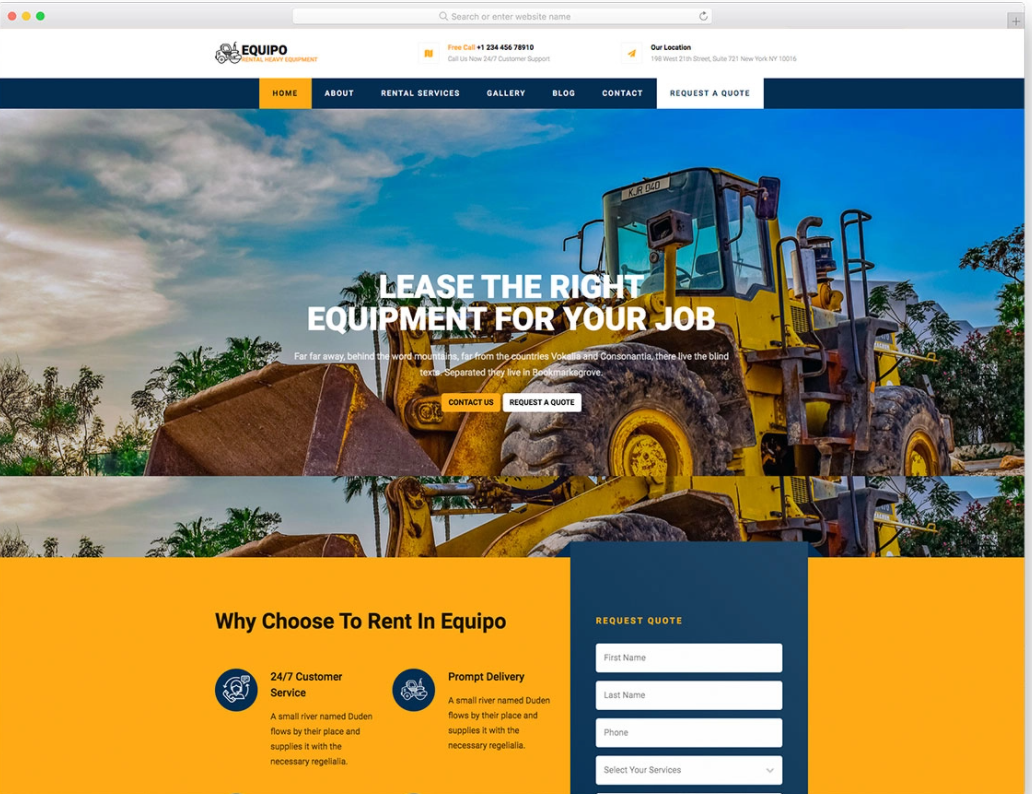 Search or enter website name
EQUIPO
RENTAL HEAVY EQUIPMENT
Free Call +1 234 456 78910
Call Us Now 24/7 Customer Support
Our Location
198 West 21th Street, Suite 721 New York NY 10016
HOME
ABOUT
RENTAL SERVICES
GALLERY
BLOG
CONTACT
REQUEST A QUOTE
KJR 040
LEASE THE RIGHT
EQUIPMENT FOR YOUR JOB
Far far away, behind the word mountains, far from the countries Vokalia and Consonantia, there live the blind
texts. Separated they live in Bookmarksgrove.
CONTACT US
REQUEST A QUOTE
Why Choose To Rent In Equipo
24/7 Customer
Service
A small river named Duden
flows by their place and
supplies it with the
necessary regelialia.
Prompt Delivery
A small river named Duden
flows by their place and
supplies it with the
necessary regelialia.
REQUEST QUOTE
First Name
Last Name
Phone
Select Your Services